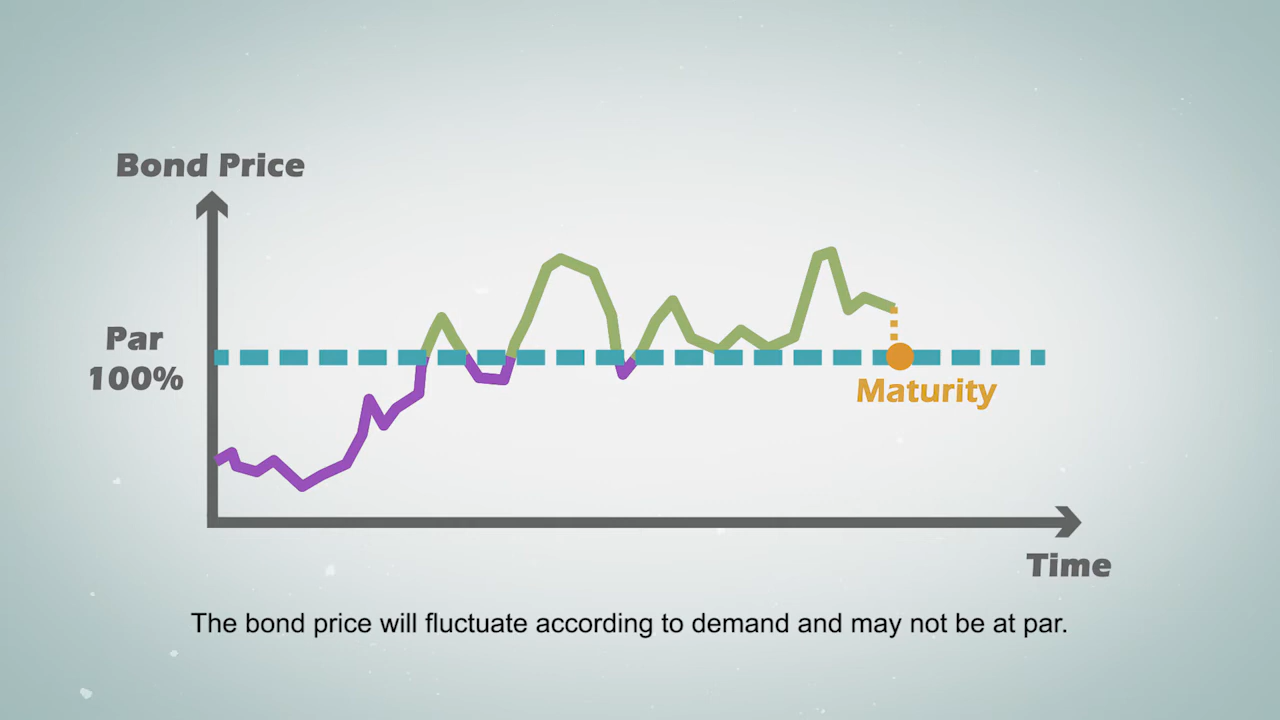 Bond Price
Par
100%
Maturity
Time
The bond price will fluctuate according to demand and may not be at par.